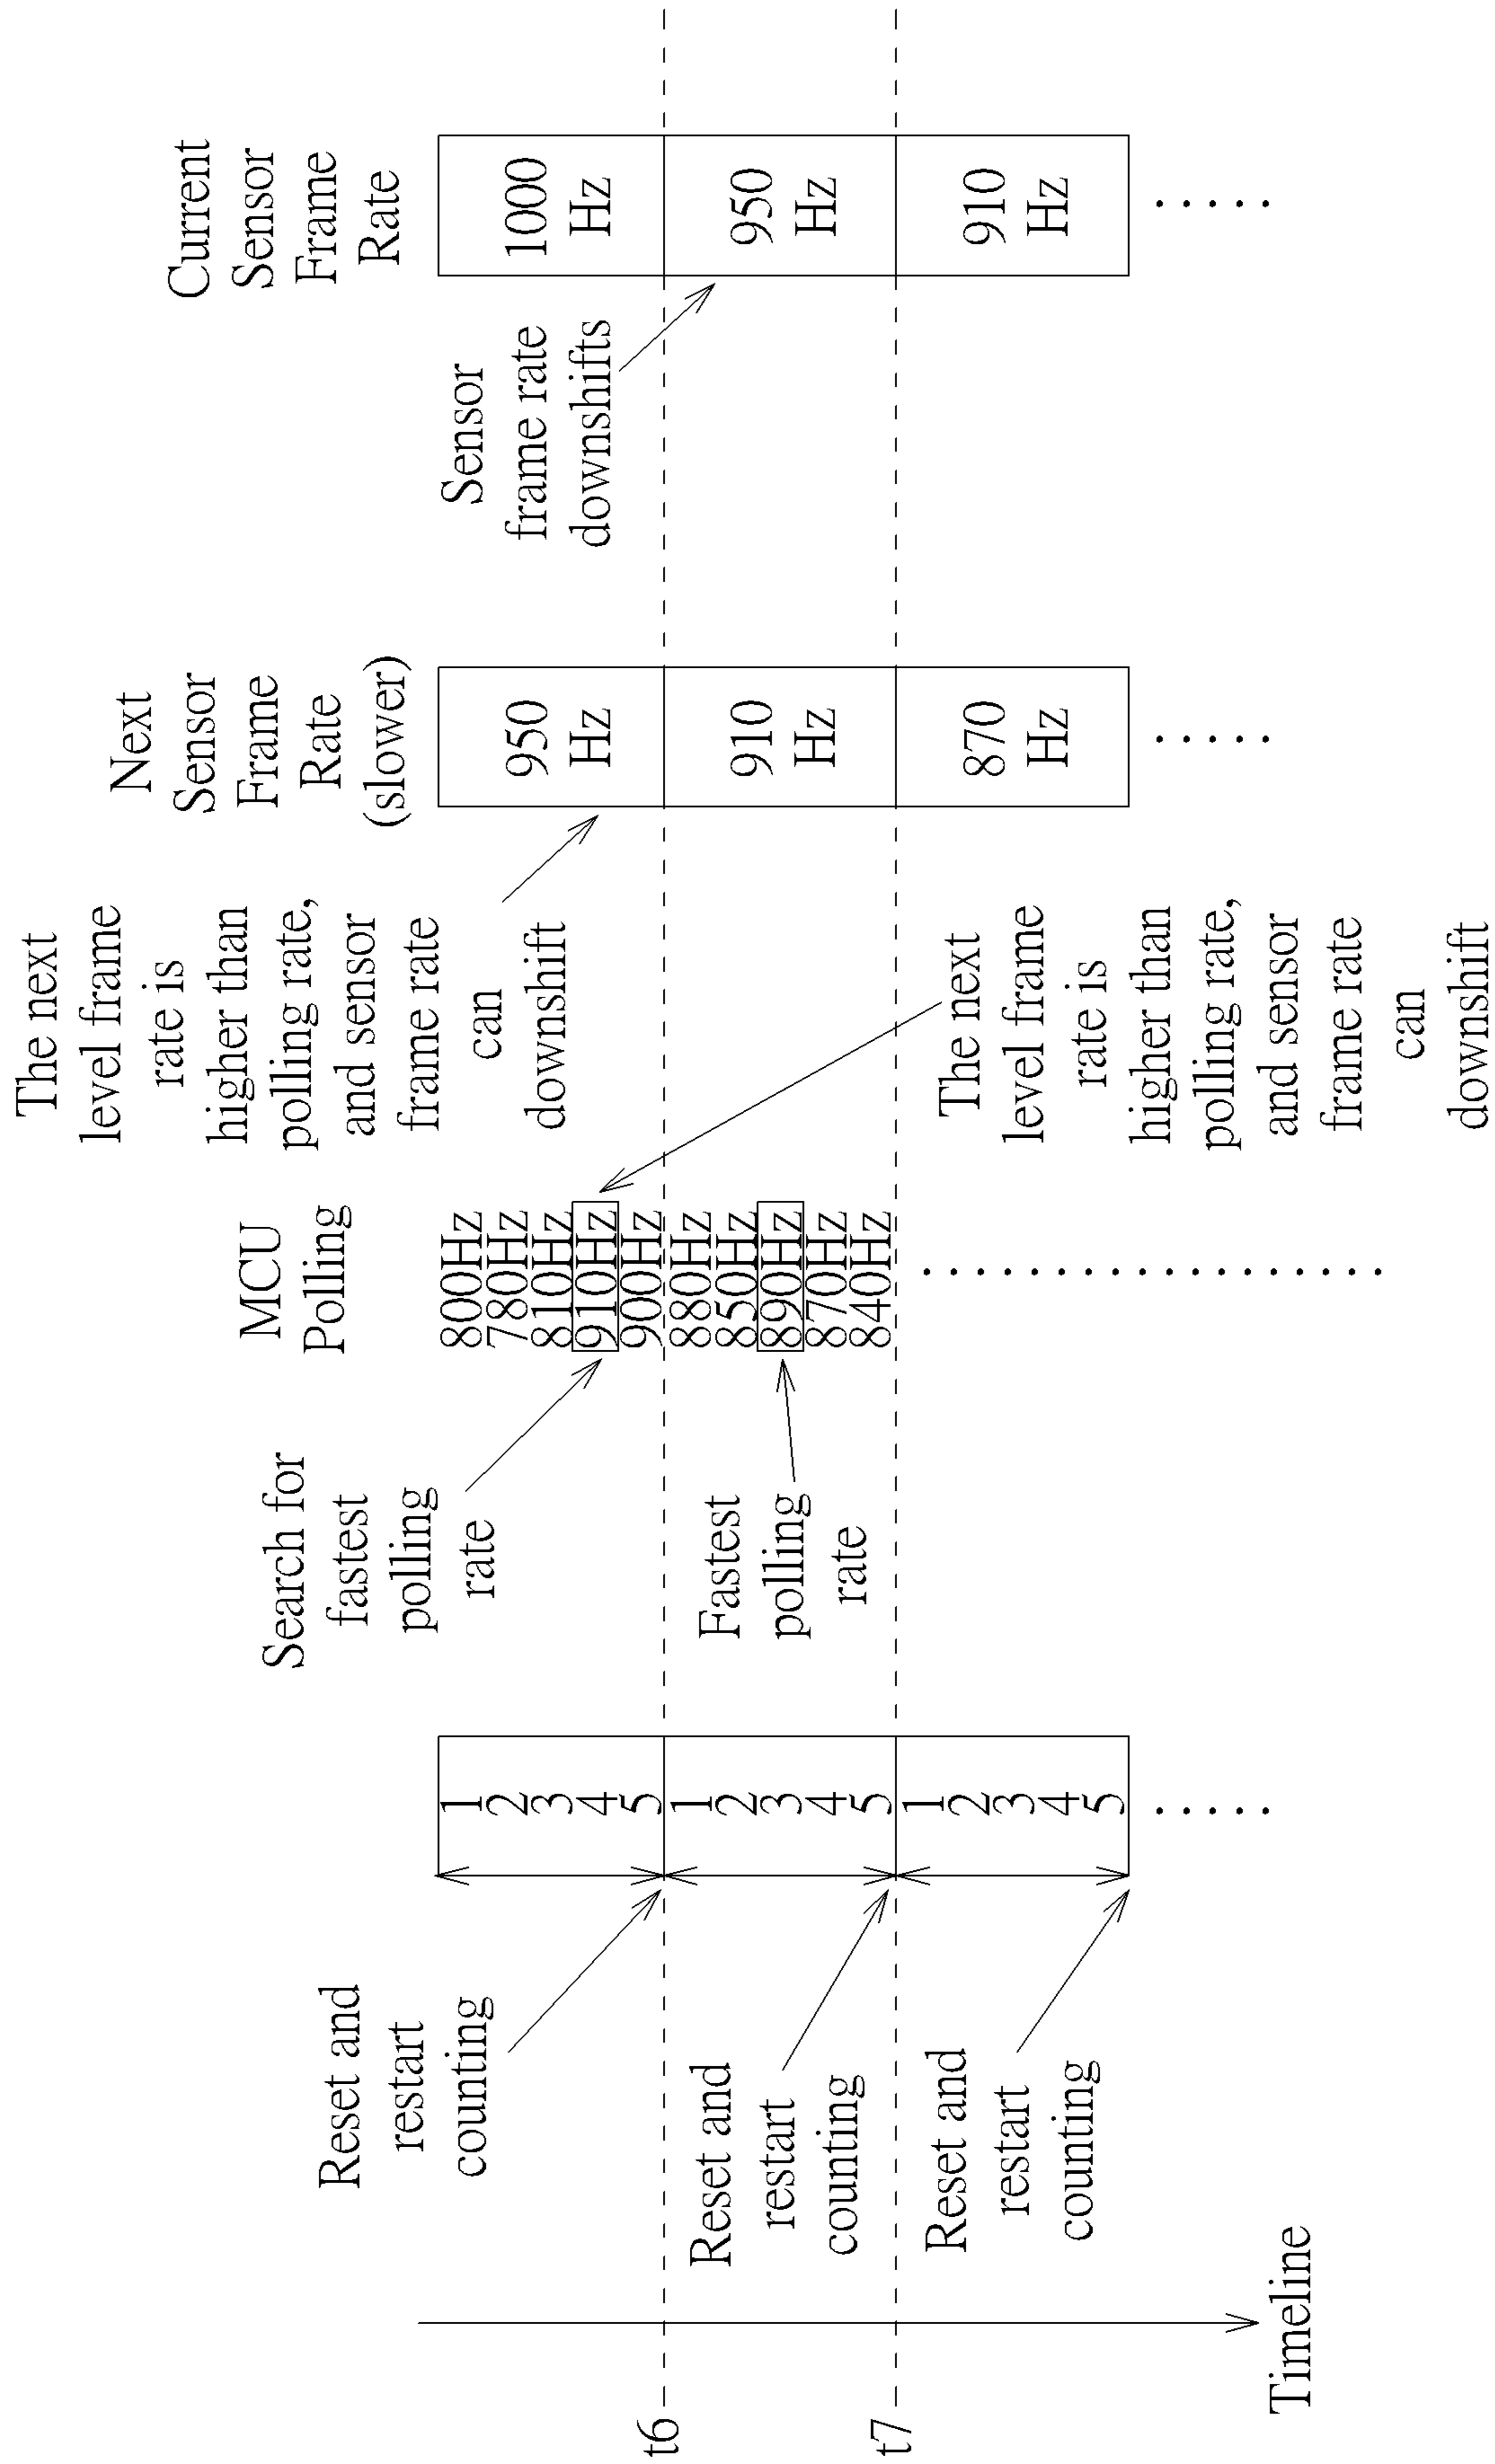 Current
Sensor
Frame
Rate
1000
Hz
950
Hz
910
Hz
Sensor
frame rate
downshifts
Next
Sensor
Frame
Rate
(slower)
950
Hz
910
Hz
870
Hz
The next
level frame
rate is
higher than
polling rate,
and sensor
frame rate
can
downshift
The next
level frame
rate is
higher than
polling rate,
and sensor
frame rate
can
downshift
MCU
Polling
800Hz
780Hz
810Hz
910Hz
900Hz
880Hz
850Hz
890Hz
870Hz
840Hz
Search for
fastest
polling
rate
Fastest
polling
rate
1
2
3
4
5
1
2
3
4
5
1
2
3
4
5
Reset and
restart
counting
Reset and
restart
counting
Reset and
restart
counting
t6
t7
Timeline